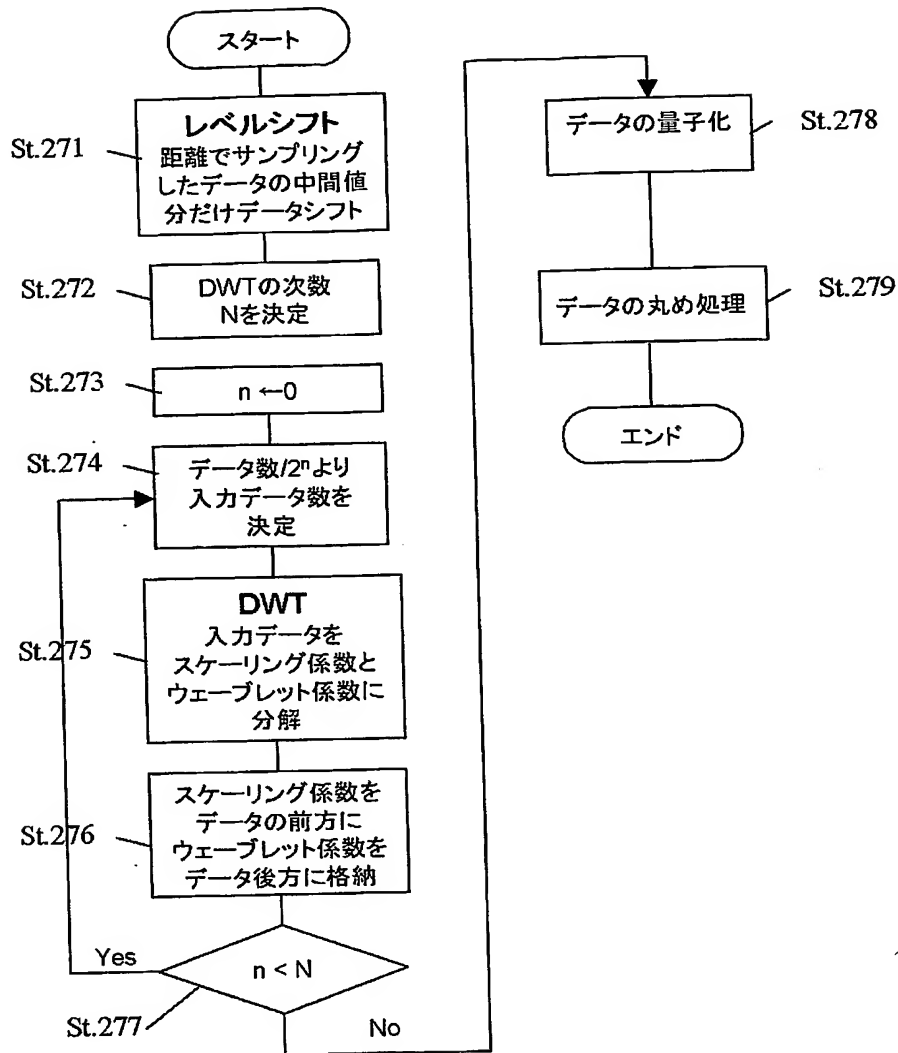 スタート
St.271
レベルシフト
距離でサンプリング
したデータの中間値
分だけデータシフト
St.272
DWTの次数
Nを決定
St.273
n ←0
St.274
データ数/2ⁿより
入力データ数を
決定
St.275
DWT
入力データを
スケーリング係数と
ウェーブレット係数に
分解
St.276
スケーリング係数を
データの前方に
ウェーブレット係数を
データ後方に格納
Yes
n < N
St.277
No
データの量子化
St.278
データの丸め処理
St.279
エンド